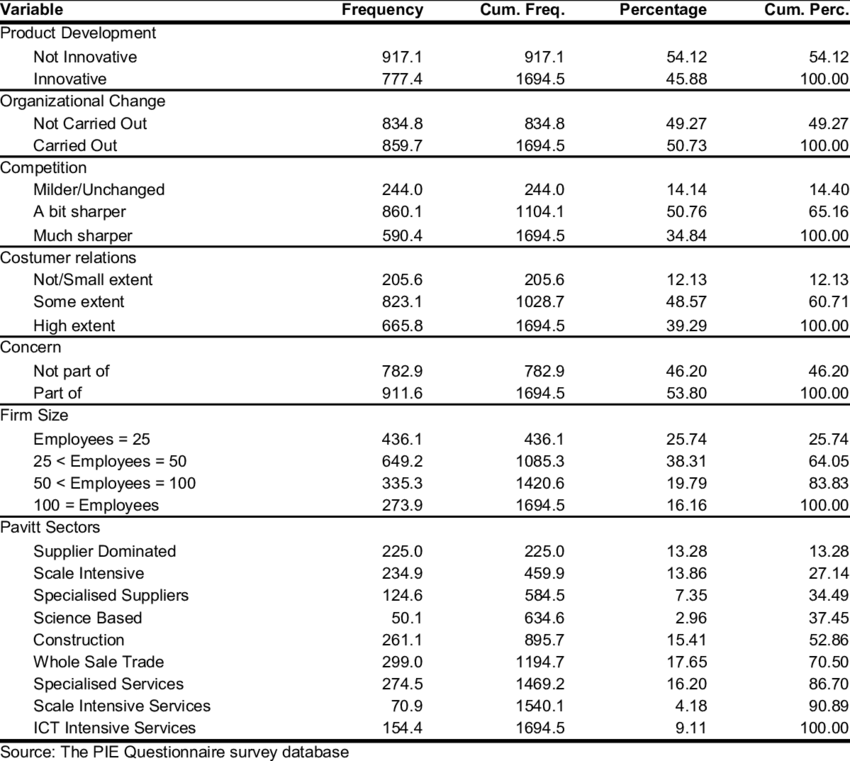 Variable Frequency Cum. Freq. Percentage Cum. Perc.
Product Development
Not Innovative 917.1 917.1 54.12 54.12
Innovative 777.4 1694.5 45.88 100.00
Organizational Change
Not Carried Out 834.8 834.8 49.27 49.27
Carried Out 859.7 1694.5 50.73 100.00
Competition
Milder/Unchanged 244.0 244.0 14.14 14.40
A bit sharper 860.1 1104.1 50.76 65.16
Much sharper 590.4 1694.5 34.84 100.00
Costumer relations
Not/Small extent 205.6 205.6 12.13 12.13
Some extent 823.1 1028.7 48.57 60.71
High extent 665.8 1694.5 39.29 100.00
Concern
Not part of 782.9 782.9 46.20 46.20
Part of 911.6 1694.5 53.80 100.00
Firm Size
Employees = 25 436.1 436.1 25.74 25.74
25 < Employees = 50 649.2 1085.3 38.31 64.05
50 < Employees = 100 335.3 1420.6 19.79 83.83
100 = Employees 273.9 1694.5 16.16 100.00
Pavitt Sectors
Supplier Dominated 225.0 225.0 13.28 13.28
Scale Intensive 234.9 459.9 13.86 27.14
Specialised Suppliers 124.6 584.5 7.35 34.49
Science Based 50.1 634.6 2.96 37.45
Construction 261.1 895.7 15.41 52.86
Whole Sale Trade 299.0 1194.7 17.65 70.50
Specialised Services 274.5 1469.2 16.20 86.70
Scale Intensive Services 70.9 1540.1 4.18 90.89
ICT Intensive Services 154.4 1694.5 9.11 100.00
Source: The PIE Questionnaire survey database